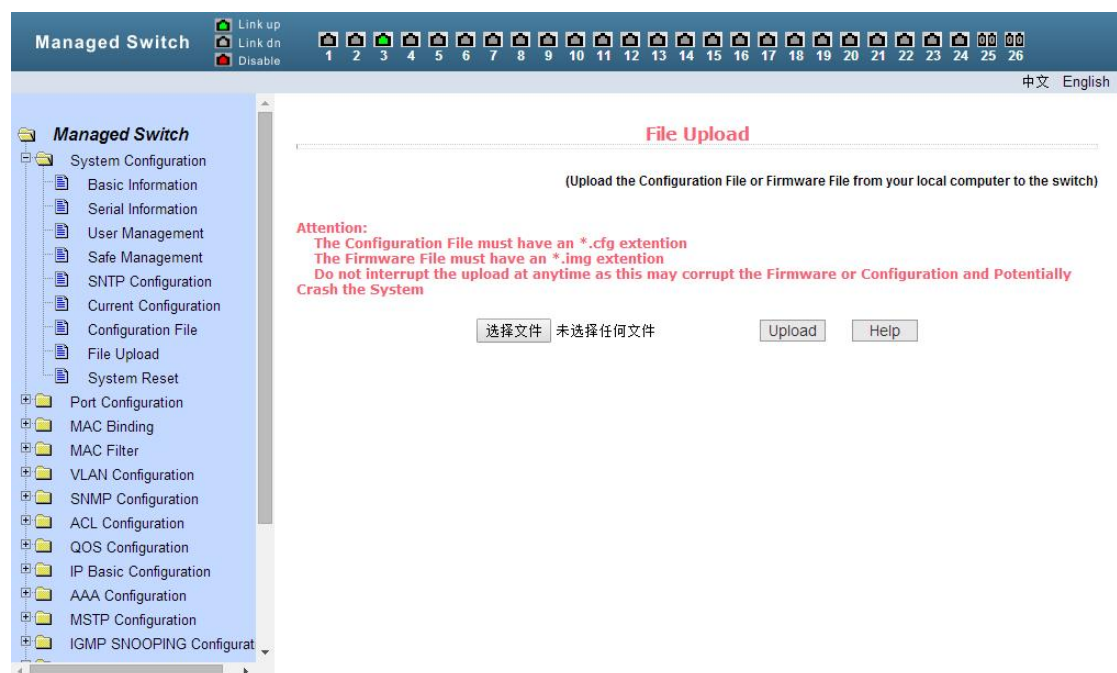 Managed Switch
Link up
Link dn
Disable
1 2 3 4 5 6 7 8 9 10 11 12 13 14 15 16 17 18 19 20 21 22 23 24 25 26
中文 English
Managed Switch
System Configuration
Basic Information
Serial Information
User Management
Safe Management
SNTP Configuration
Current Configuration
Configuration File
File Upload
System Reset
Port Configuration
MAC Binding
MAC Filter
VLAN Configuration
SNMP Configuration
ACL Configuration
QOS Configuration
IP Basic Configuration
AAA Configuration
MSTP Configuration
IGMP SNOOPING Configurat
File Upload
(Upload the Configuration File or Firmware File from your local computer to the switch)
Attention:
The Configuration File must have an *.cfg extention
The Firmware File must have an *.img extention
Do not interrupt the upload at anytime as this may corrupt the Firmware or Configuration and Potentially
Crash the System
选择文件 未选择任何文件 Upload Help